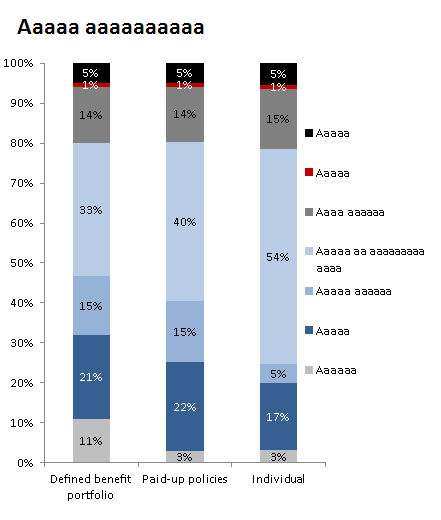 Aaaaa aaaaaaaaaa
100%
90%
80%
70%
60%
50%
40%
30%
20%
10%
0%
5% 5% 5%
1% 1% 1%
14% 14% 15%
33% 40% 54%
15% 15% 5%
21% 22% 17%
11% 3% 3%
Defined benefit
portfolio
Paid-up policies
Individual
Aaaaa
Aaaaa
Aaaa aaaaaa
Aaaaa aa aaaaaaaaa
aaaa
Aaaaa aaaaaa
Aaaaa
Aaaaaa